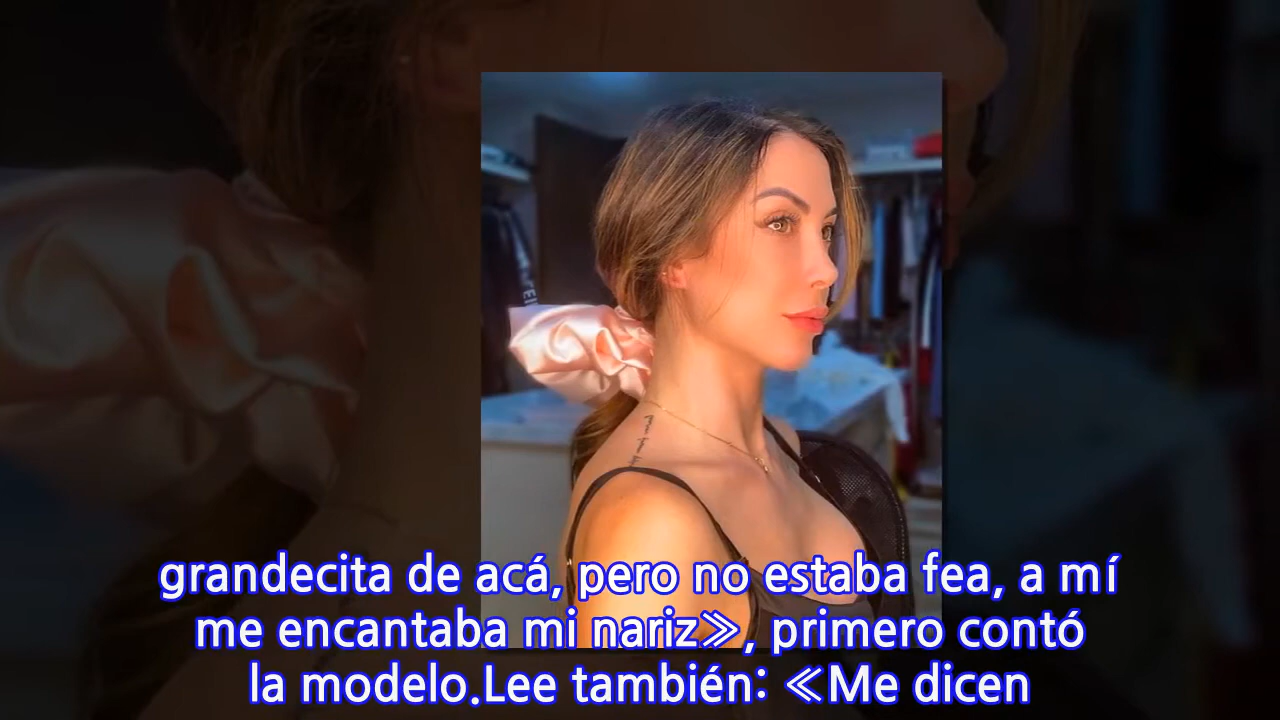 grandecita de acá, pero no estaba fea, a mí
me encantaba mi nariz≫, primero contó
la modelo.Lee también: ≪Me dicen